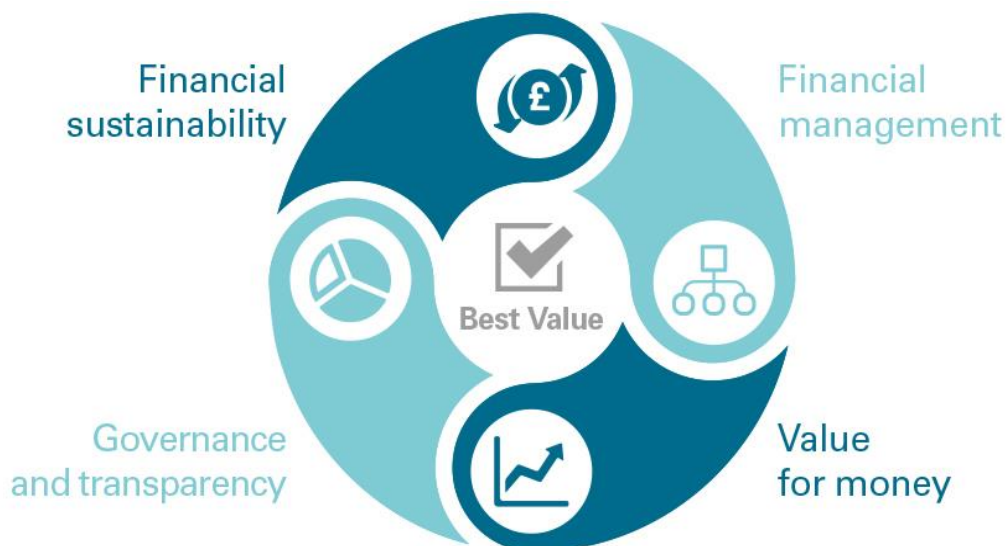 Financial
sustainability
£
Financial
management
Best Value
Governance
and transparency
Value
for money